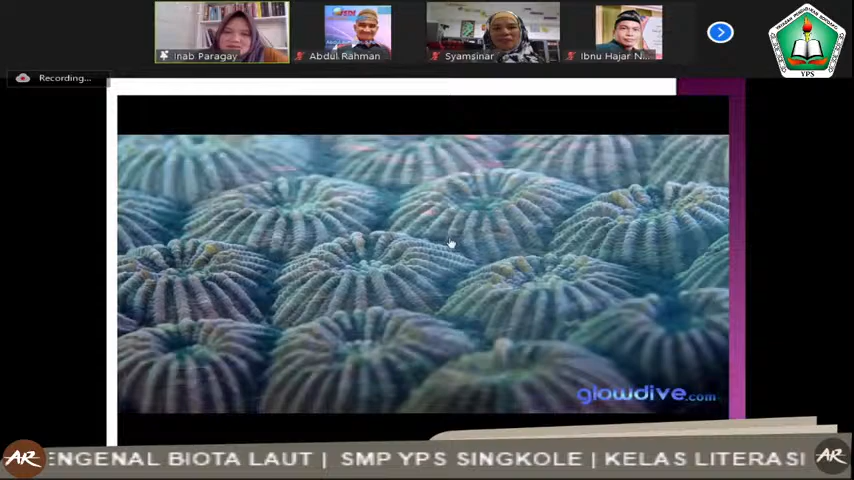 Inab Paragay
Abdul Rahman
Syamsinar
Ibnu Hajar N...
Recording...
YPS
glowdive.com
ENGENAL BIOTA LAUT | SMP YPS SINGKOLE | KELAS LITERASI
AR
AR